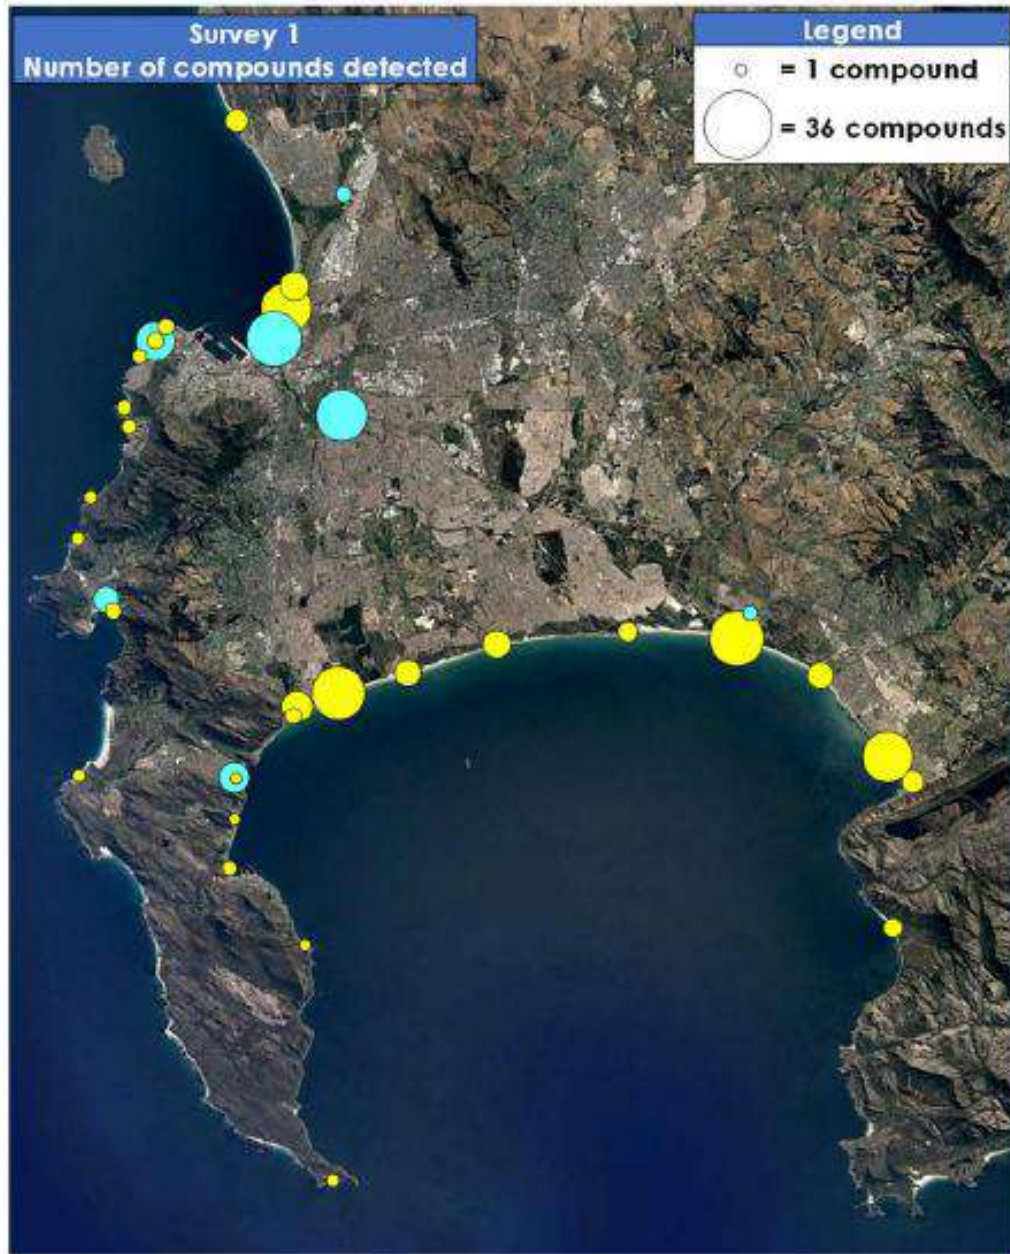 Survey 1
Number of compounds detected
Legend
= 1 compound
= 36 compounds